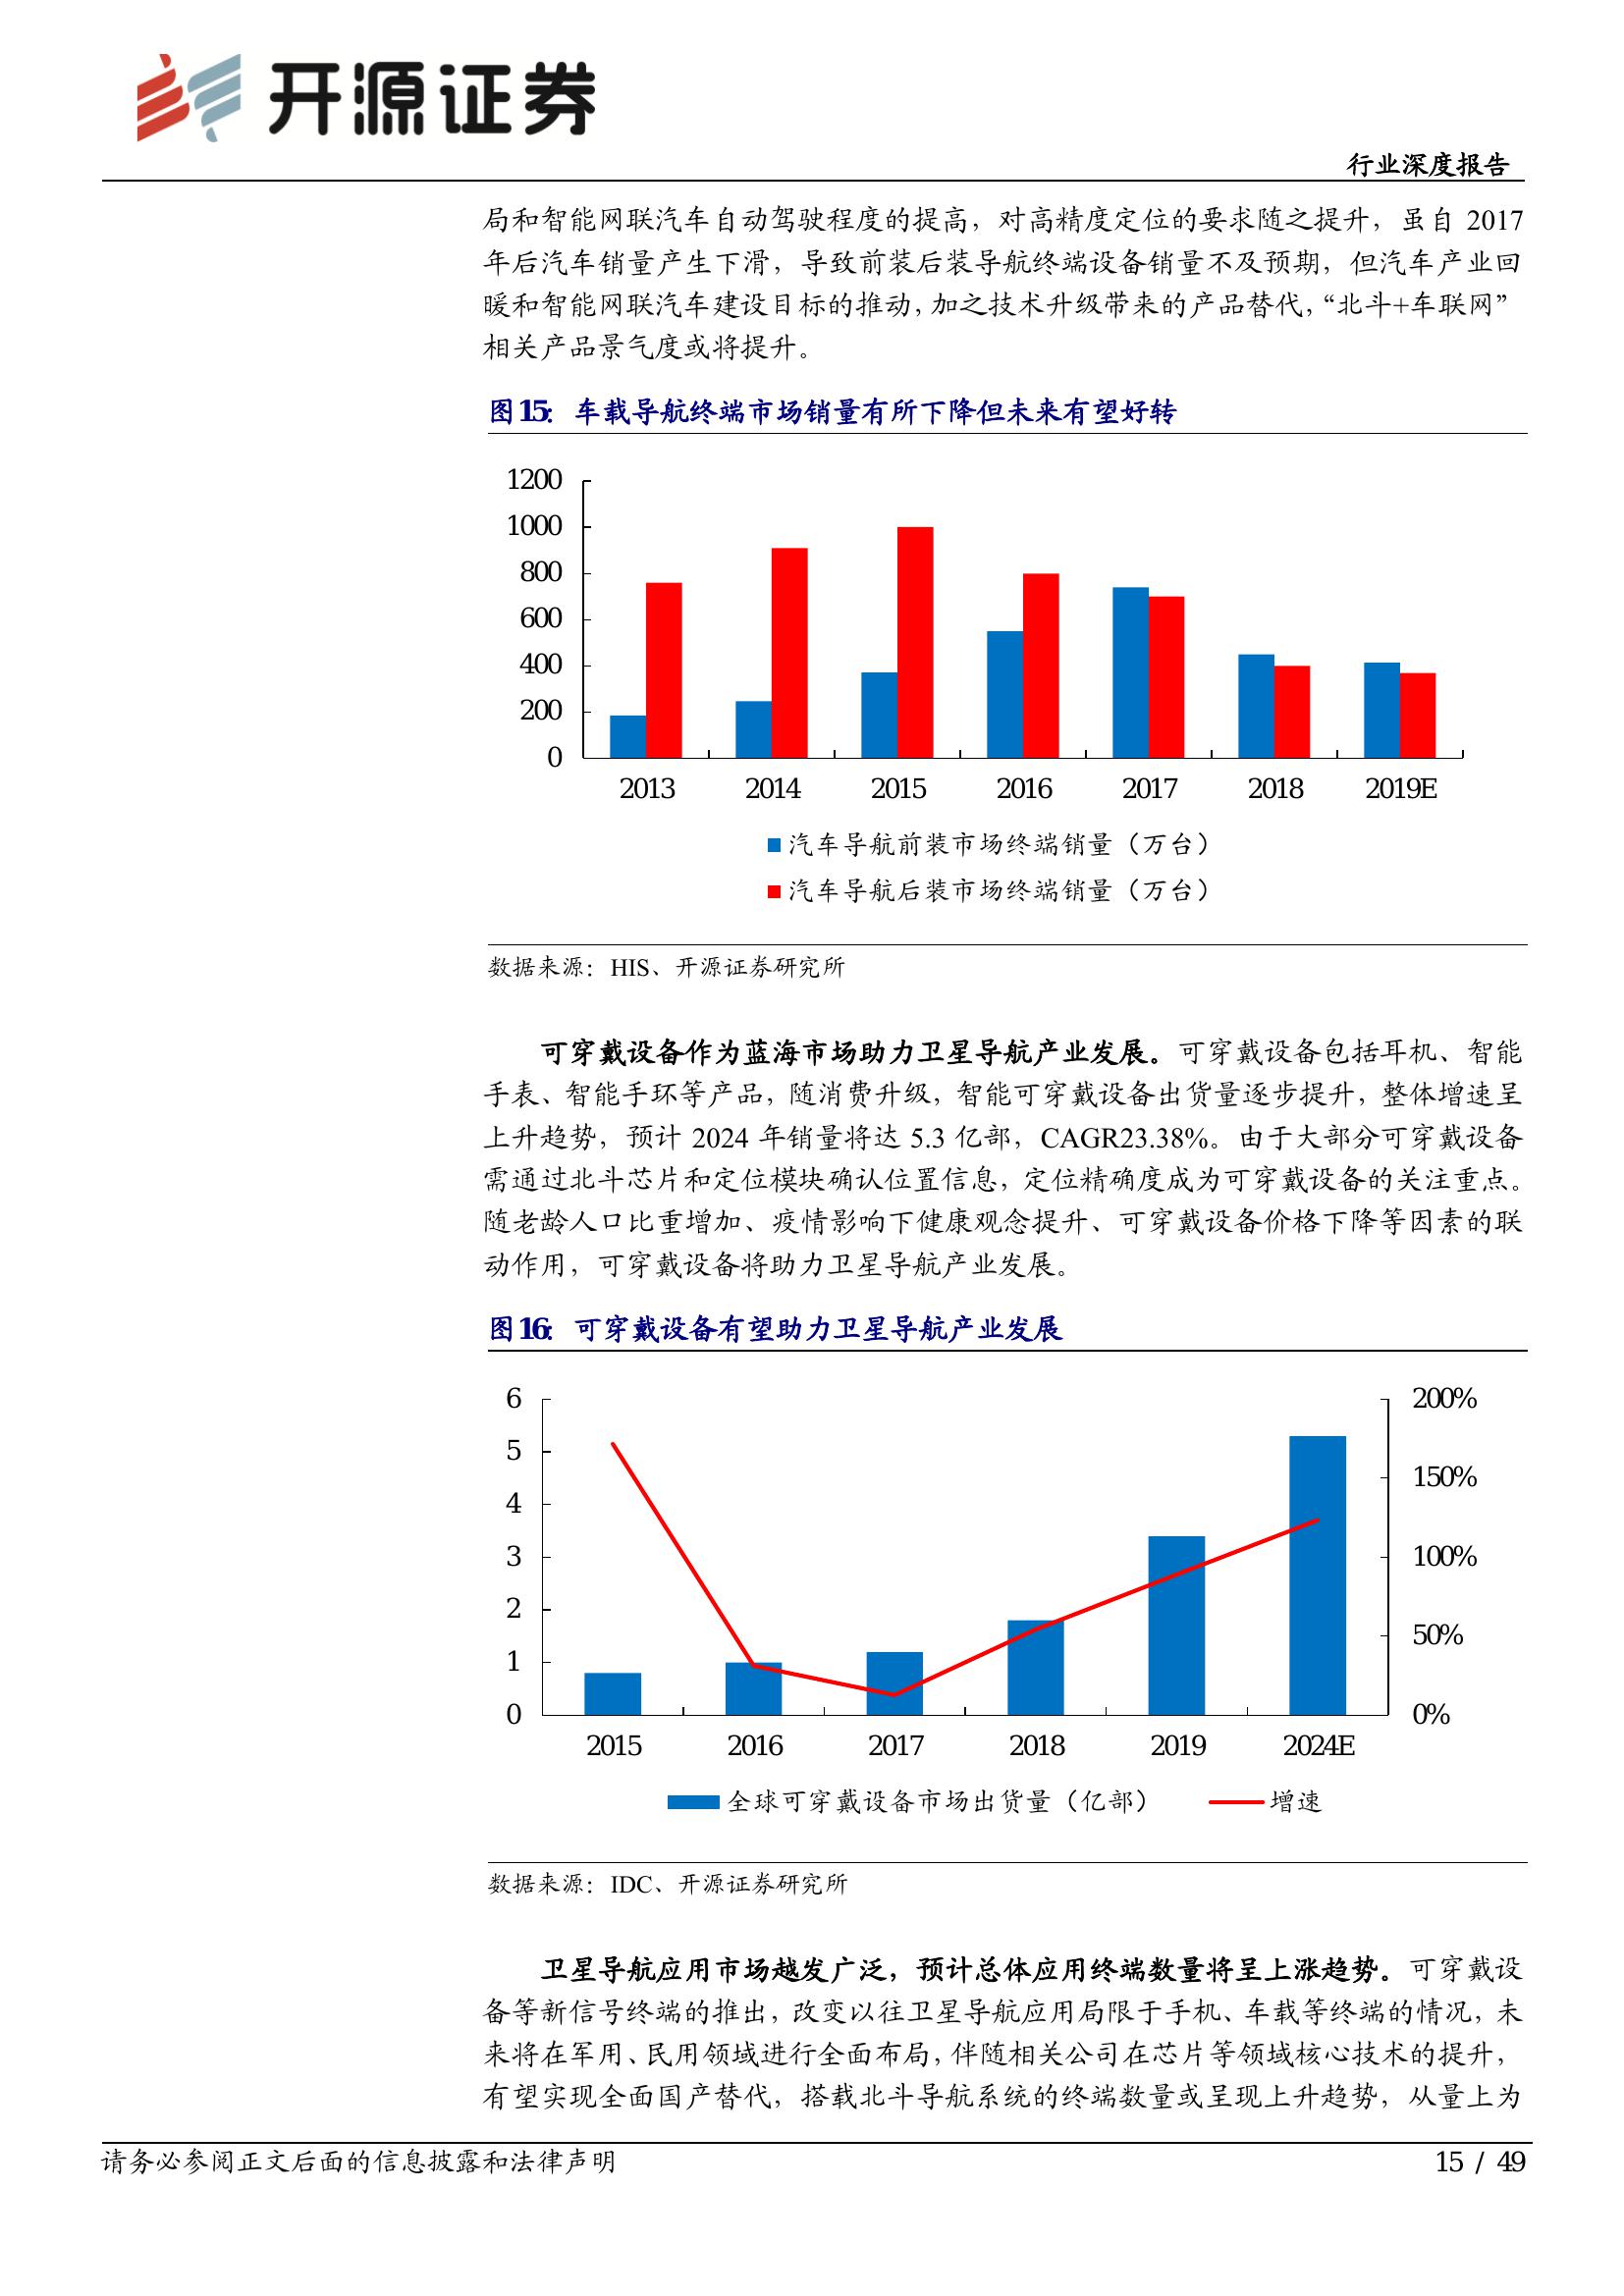 开源证券
行业深度报告
局和智能网联汽车自动驾驶程度的提高，对高精度定位的要求随之提升，虽自 2017
年后汽车销量产生下滑，导致前装后装导航终端设备销量不及预期，但汽车产业回
暖和智能网联汽车建设目标的推动，加之技术升级带来的产品替代，“北斗+车联网”
相关产品景气度或将提升。
图15： 车载导航终端市场销量有所下降但未来有望好转
1200
1000
800
600
400
200
0
2013 2014 2015 2016 2017 2018 2019E
汽车导航前装市场终端销量（万台）
汽车导航后装市场终端销量（万台）
数据来源：HIS、开源证券研究所
可穿戴设备作为蓝海市场助力卫星导航产业发展。可穿戴设备包括耳机、智能
手表、智能手环等产品，随消费升级，智能可穿戴设备出货量逐步提升，整体增速呈
上升趋势，预计 2024 年销量将达 5.3 亿部，CAGR23.38%。由于大部分可穿戴设备
需通过北斗芯片和定位模块确认位置信息，定位精确度成为可穿戴设备的关注重点。
随老龄人口比重增加、疫情影响下健康观念提升、可穿戴设备价格下降等因素的联
动作用，可穿戴设备将助力卫星导航产业发展。
图16： 可穿戴设备有望助力卫星导航产业发展
6 200%
5
4 150%
3 100%
2
1 50%
0 0%
2015 2016 2017 2018 2019 2024E
全球可穿戴设备市场出货量（亿部） 增速
数据来源：IDC、开源证券研究所
卫星导航应用市场越发广泛，预计总体应用终端数量将呈上涨趋势。可穿戴设
备等新信号终端的推出，改变以往卫星导航应用局限于手机、车载等终端的情况，未
来将在军用、民用领域进行全面布局，伴随相关公司在芯片等领域核心技术的提升，
有望实现全面国产替代，搭载北斗导航系统的终端数量或呈现上升趋势，从量上为
请务必参阅正文后面的信息披露和法律声明 15 / 49